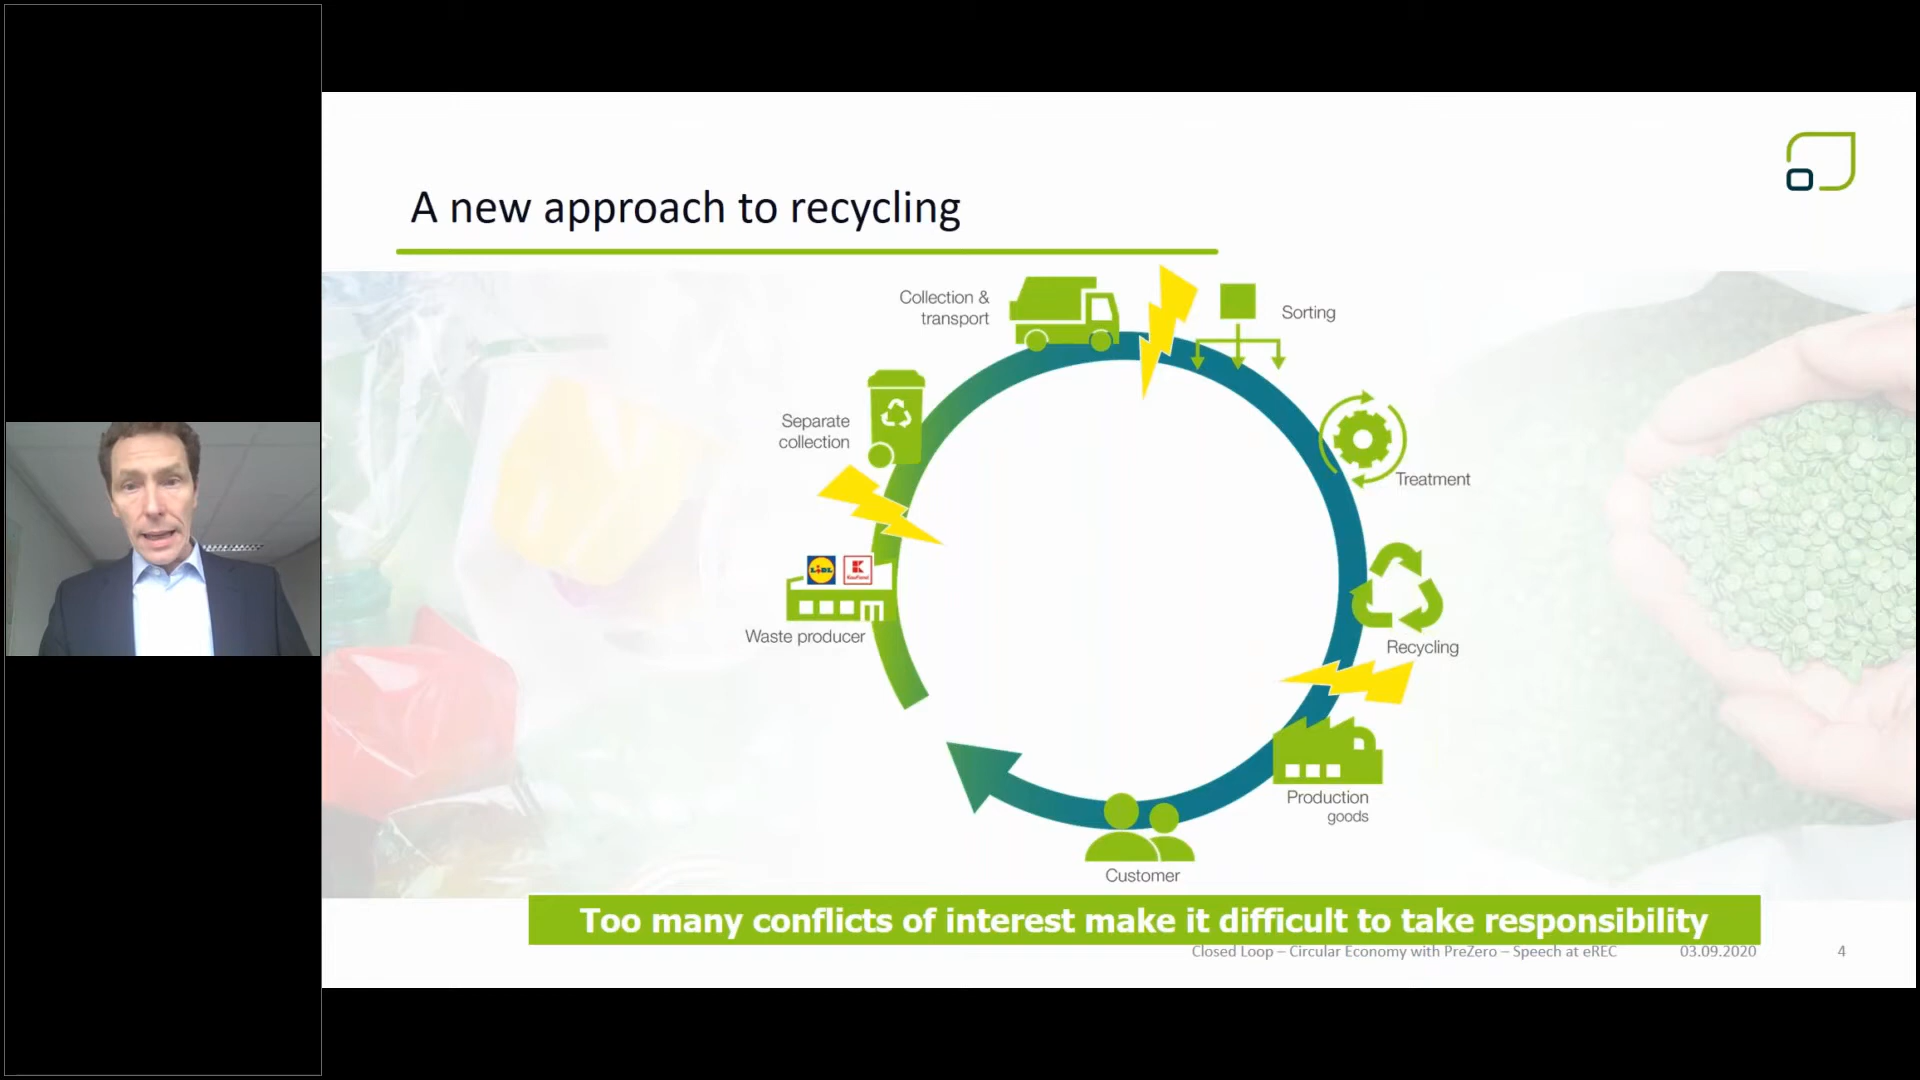 A new approach to recycling
Collection &
transport
Sorting
Separate
collection
Treatment
LIDL
K
Kaufland
Waste producer
Recycling
Production
goods
Customer
Too many conflicts of interest make it difficult to take responsibility
Closed Loop – Circular Economy with PreZero – Speech at eREC 03.09.2020 4